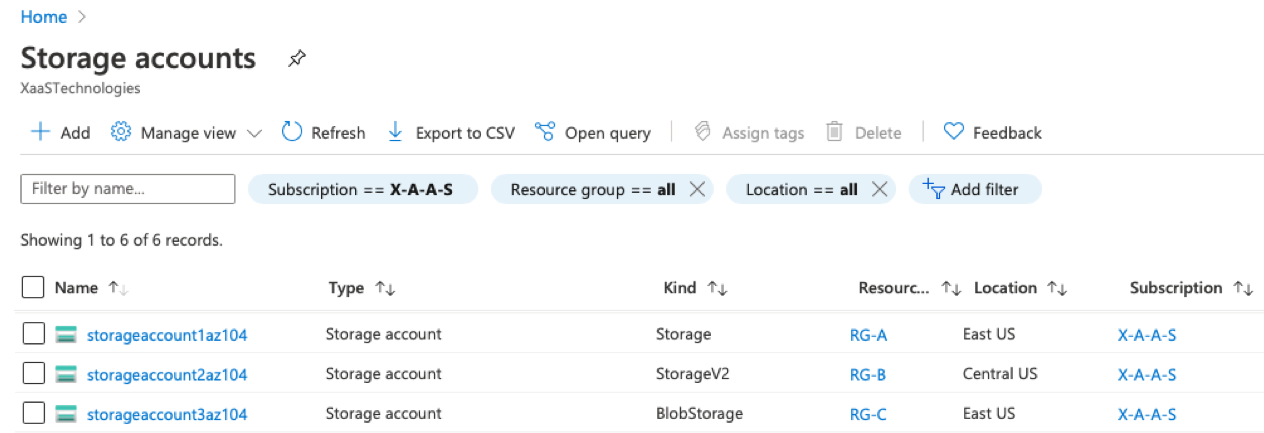 Home >
Storage accounts
XaaSTechnologies
Add Manage view Refresh Export to CSV Open query Assign tags Delete Feedback
Filter by name... Subscription == X-A-A-S Resource group == all Location == all Add filter
Showing 1 to 6 of 6 records.
Name Type Kind Resourc... Location Subscription
storageaccount1az104 Storage account Storage RG-A East US X-A-A-S
storageaccount2az104 Storage account StorageV2 RG-B Central US X-A-A-S
storageaccount3az104 Storage account BlobStorage RG-C East US X-A-A-S